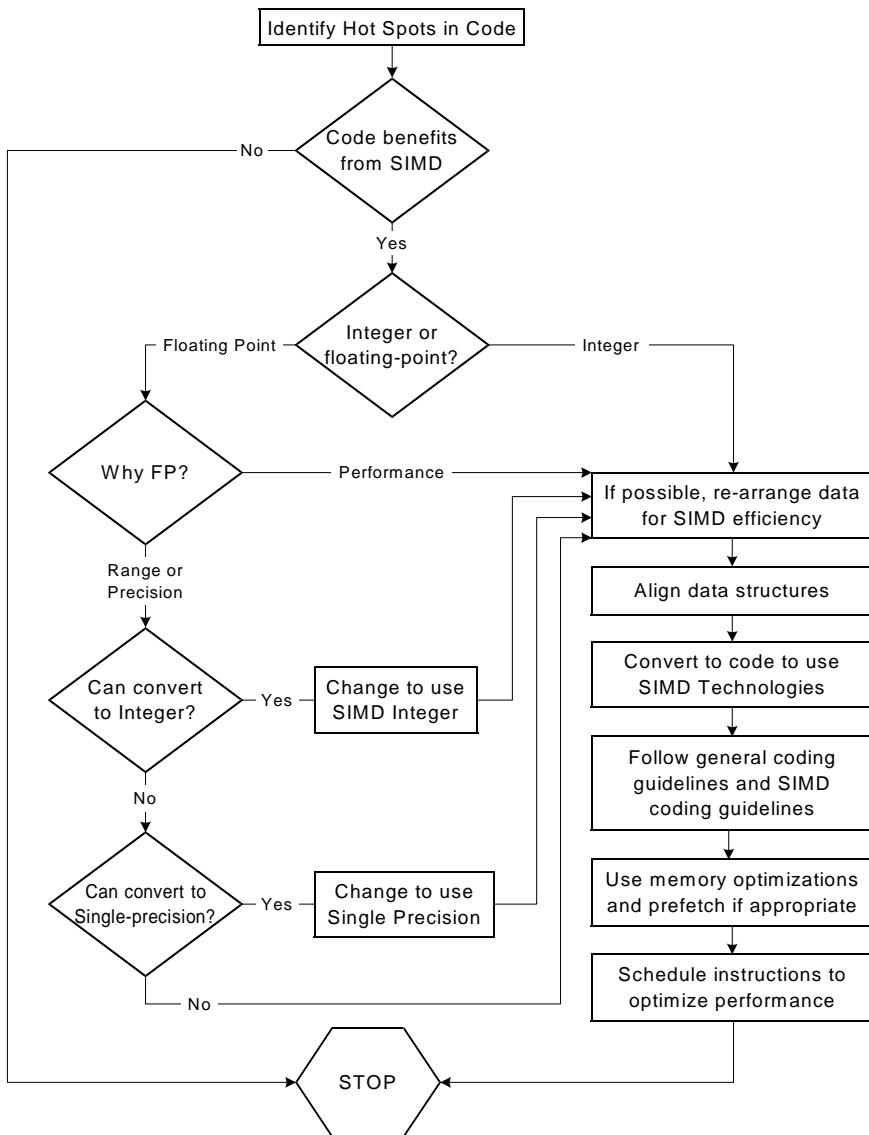 Identify Hot Spots in Code
Code benefits
from SIMD
No
Yes
Integer or
floating-point?
Floating Point
Integer
Why FP?
Performance
If possible, re-arrange data
for SIMD efficiency
Range or
Precision
Align data structures
Can convert
to Integer?
Yes
Change to use
SIMD Integer
Convert to code to use
SIMD Technologies
No
Follow general coding
guidelines and SIMD
coding guidelines
Can convert to
Single-precision?
Yes
Change to use
Single Precision
Use memory optimizations
and prefetch if appropriate
No
Schedule instructions to
optimize performance
STOP